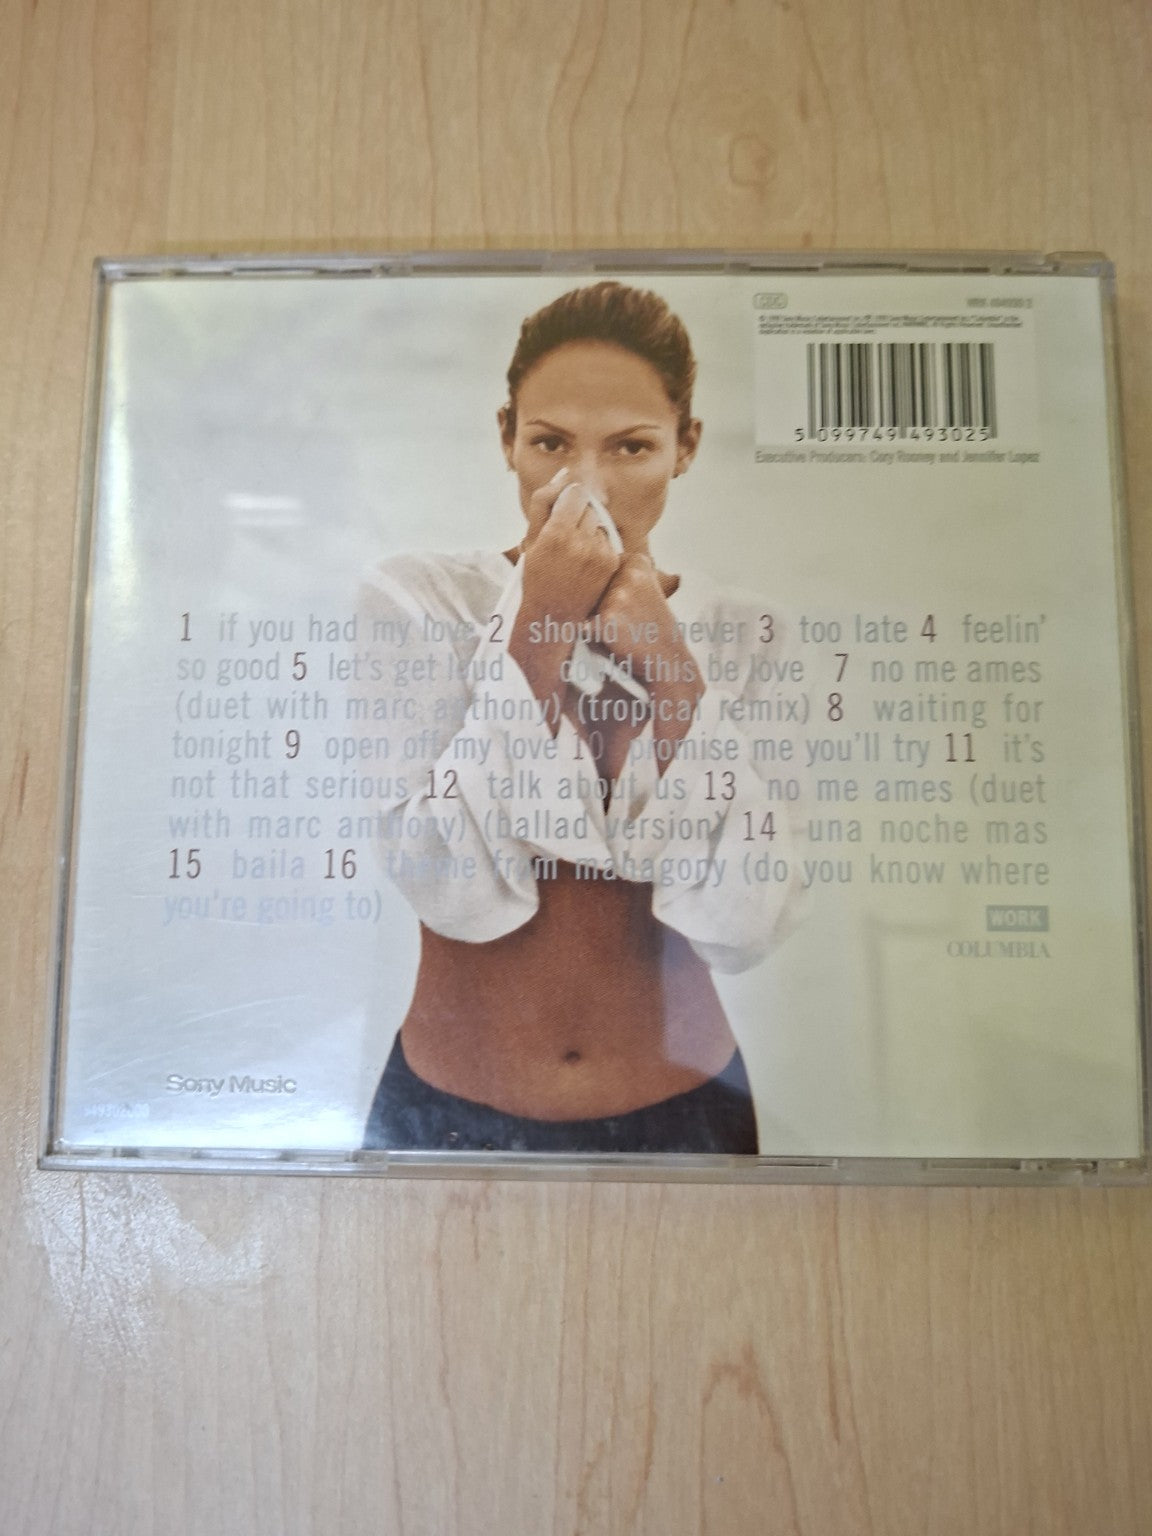 5 099749 493025
Executive Producers: Cory Rooney and Jennifer Lopez
1 if you had my love 2 should've never 3 too late 4 feelin'
so good 5 let's get loud 6 could this be love 7 no me ames
(duet with marc anthony) (tropical remix) 8 waiting for
tonight 9 open off my love 10 promise me you'll try 11 it's
not that serious 12 talk about us 13 no me ames (duet
with marc anthony) (ballad version) 14 una noche mas
15 baila 16 theme from mahagony (do you know where
you're going to)
WORK
COLUMBIA
Sony Music